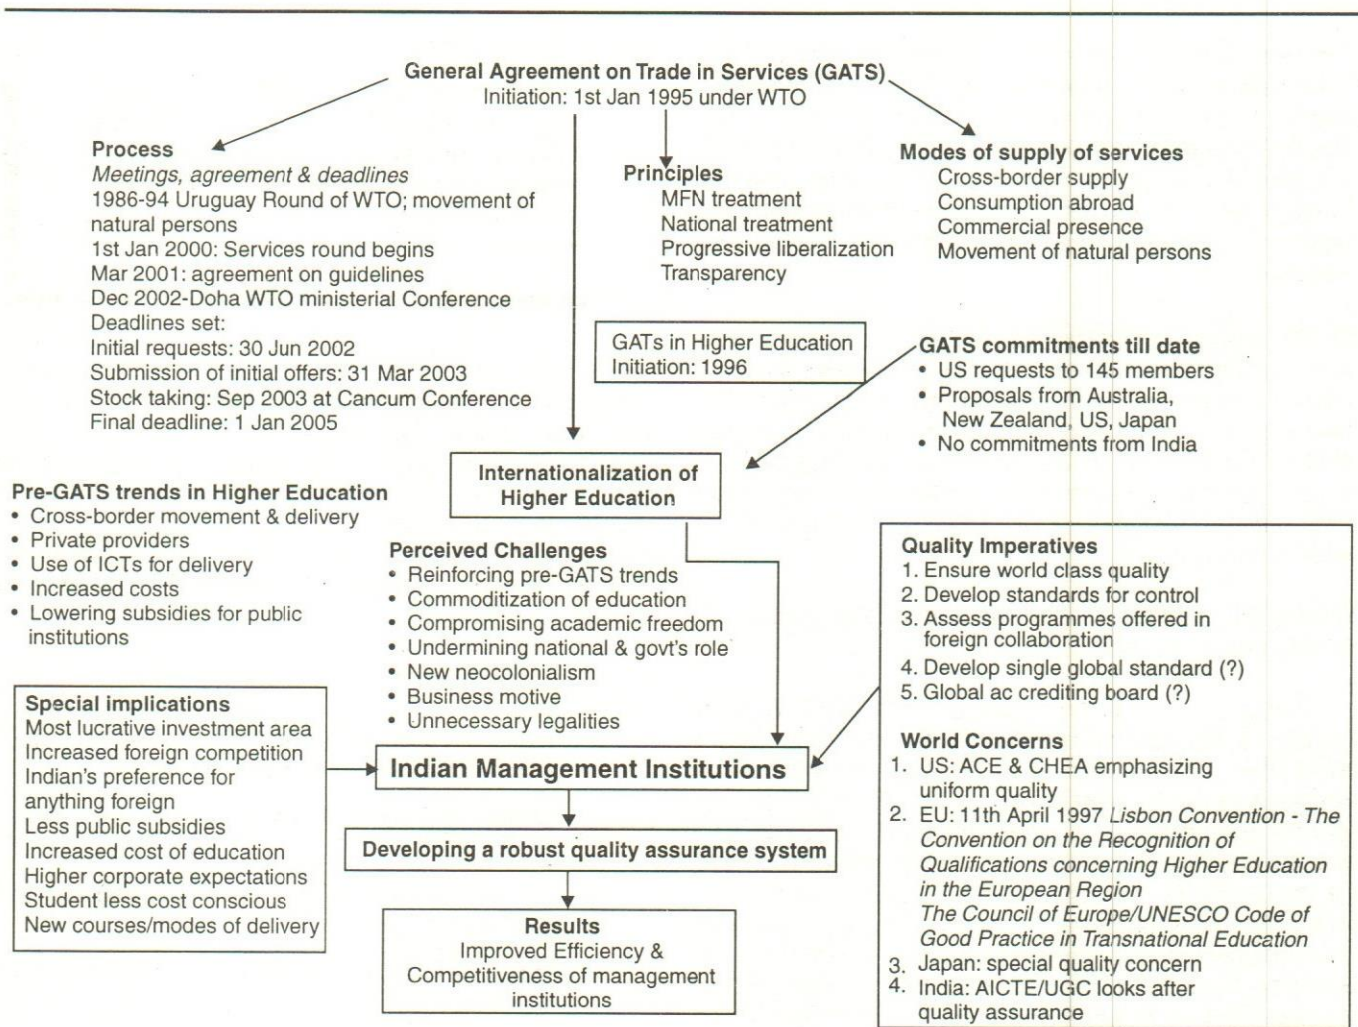 General Agreement on Trade in Services (GATS)
Initiation: 1st Jan 1995 under WTO
Process
Meetings, agreement & deadlines
1986-94 Uruguay Round of WTO; movement of
natural persons
1st Jan 2000: Services round begins
Mar 2001: agreement on guidelines
Dec 2002-Doha WTO ministerial Conference
Deadlines set:
Initial requests: 30 Jun 2002
Submission of initial offers: 31 Mar 2003
Stock taking: Sep 2003 at Cancum Conference
Final deadline: 1 Jan 2005
Principles
MFN treatment
National treatment
Progressive liberalization
Transparency
Modes of supply of services
Cross-border supply
Consumption abroad
Commercial presence
Movement of natural persons
GATs in Higher Education
Initiation: 1996
GATS commitments till date
• US requests to 145 members
• Proposals from Australia,
New Zealand, US, Japan
• No commitments from India
Internationalization of
Higher Education
Pre-GATS trends in Higher Education
• Cross-border movement & delivery
• Private providers
• Use of ICTs for delivery
• Increased costs
• Lowering subsidies for public
institutions
Perceived Challenges
• Reinforcing pre-GATS trends
• Commoditization of education
• Compromising academic freedom
• Undermining national & govt's role
• New neocolonialism
• Business motive
• Unnecessary legalities
Quality Imperatives
1. Ensure world class quality
2. Develop standards for control
3. Assess programmes offered in
foreign collaboration
4. Develop single global standard (?)
5. Global ac crediting board (?)
World Concerns
1. US: ACE & CHEA emphasizing
uniform quality
2. EU: 11th April 1997 Lisbon Convention - The
Convention on the Recognition of
Qualifications concerning Higher Education
in the European Region
The Council of Europe/UNESCO Code of
Good Practice in Transnational Education
3. Japan: special quality concern
4. India: AICTE/UGC looks after
quality assurance
Special implications
Most lucrative investment area
Increased foreign competition
Indian's preference for
anything foreign
Less public subsidies
Increased cost of education
Higher corporate expectations
Student less cost conscious
New courses/modes of delivery
Indian Management Institutions
Developing a robust quality assurance system
Results
Improved Efficiency &
Competitiveness of management
institutions